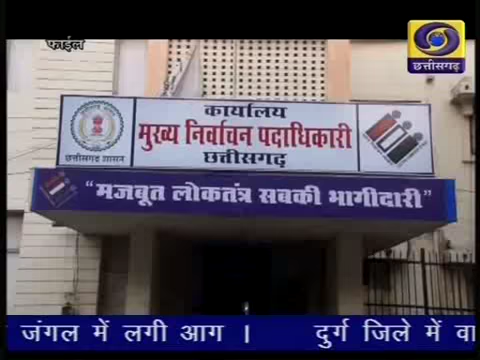 फाईल
छत्तीसगढ़
कार्यालय
मुख्य निर्वाचन पदाधिकारी
छत्तीसगढ़
छत्तीसगढ़ शासन
"मजबूत लोकतंत्र सबकी भागीदारी"
जंगल में लगी आग । दुर्ग जिले में वा